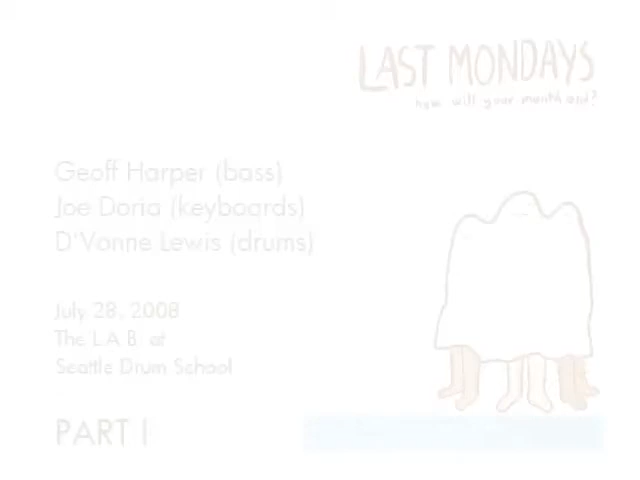 LAST MONDAYS
how will your month end?
Geoff Harper (bass)
Joe Doria (keyboards)
D'Vonne Lewis (drums)
July 28, 2008
The L.A.B. at
Seattle Drum School
PART I